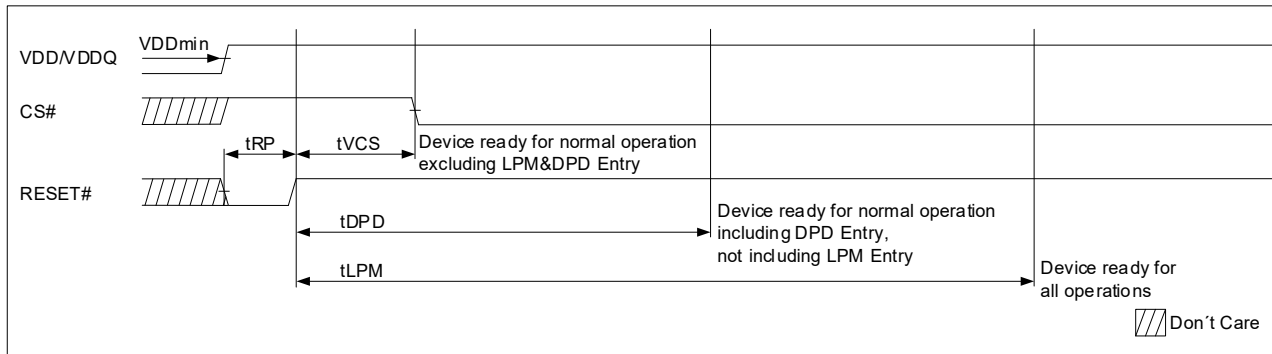 VDD/VDDQ
VDDmin
CS#
tRP
tVCS
Device ready for normal operation
excluding LPM&DPD Entry
RESET#
tDPD
Device ready for normal operation
including DPD Entry,
not including LPM Entry
tLPM
Device ready for
all operations
Don´t Care